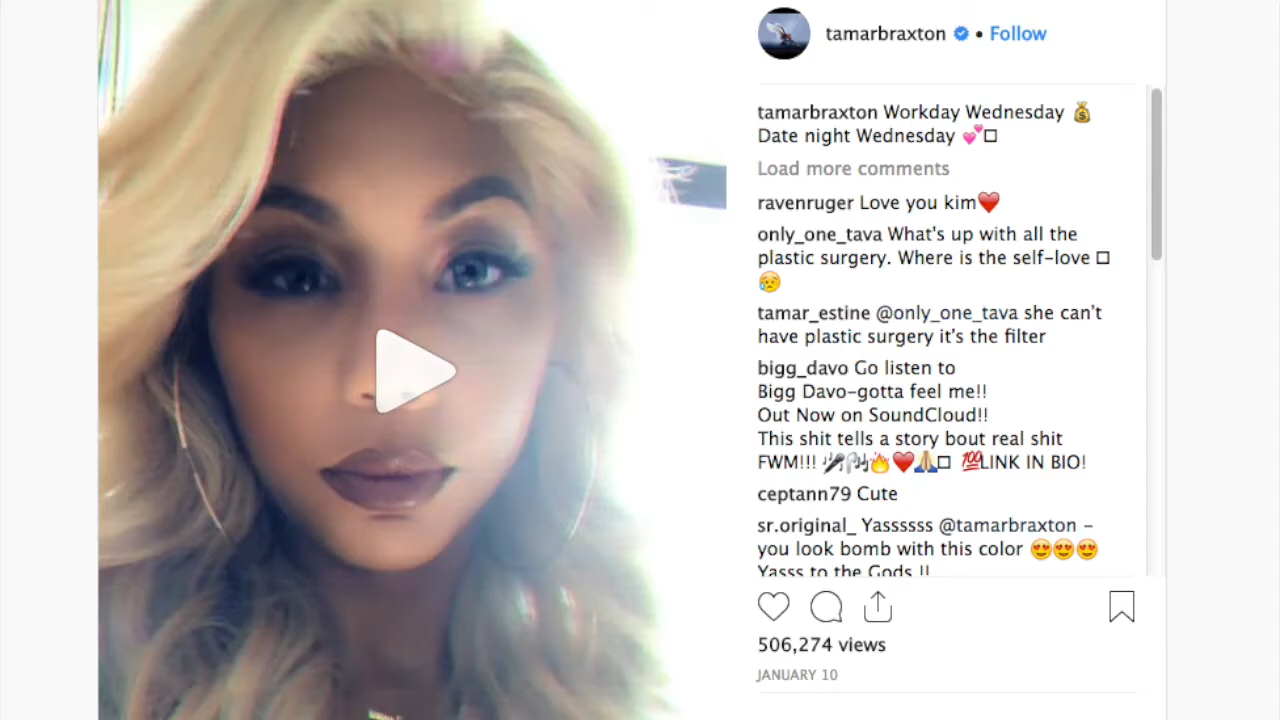 tamarbraxton • Follow
tamarbraxton Workday Wednesday 💰
Date night Wednesday 💕□
Load more comments
ravenruger Love you kim❤️
only_one_tava What's up with all the
plastic surgery. Where is the self-love □
😥
tamar_estine @only_one_tava she can't
have plastic surgery it's the filter
bigg_davo Go listen to
Bigg Davo-gotta feel me!!
Out Now on SoundCloud!!
This shit tells a story bout real shit
FWM!!! 🎤🎧🔥❤️🙏□ 💯LINK IN BIO!
ceptann79 Cute
sr.original_ Yassssss @tamarbraxton -
you look bomb with this color 😍😍😍
Yasss to the Gods !!
506,274 views
JANUARY 10